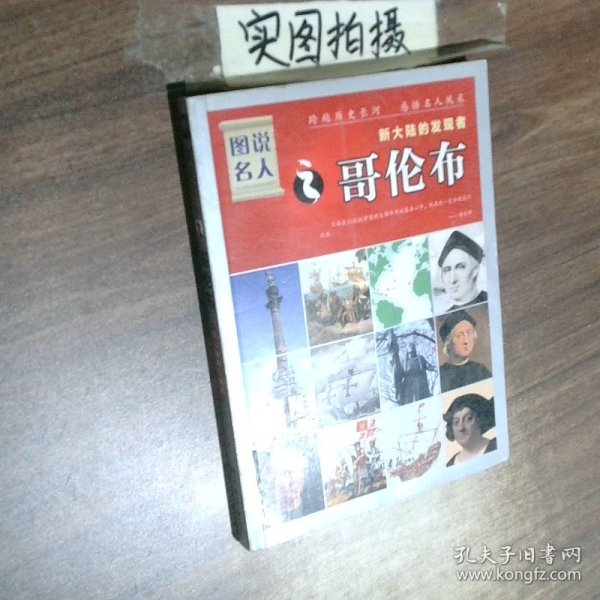 实图拍摄
跨越历史长河 感悟名人风采
新大陆的发现者
图说
名人
之
哥伦布
孔夫子旧书网
www.kongfz.com